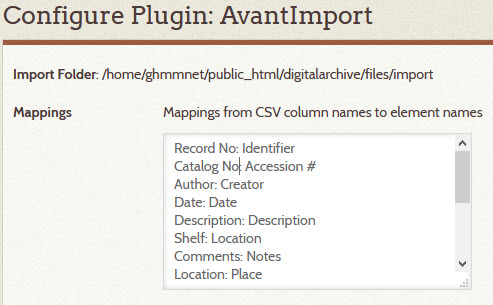 Configure Plugin: AvantImport
Import Folder: /home/ghmmnet/public_html/digitalarchive/files/import
Mappings
Mappings from CSV column names to element names
Record No: Identifier
Catalog No: Accession #
Author: Creator
Date: Date
Description: Description
Shelf: Location
Comments: Notes
Location: Place